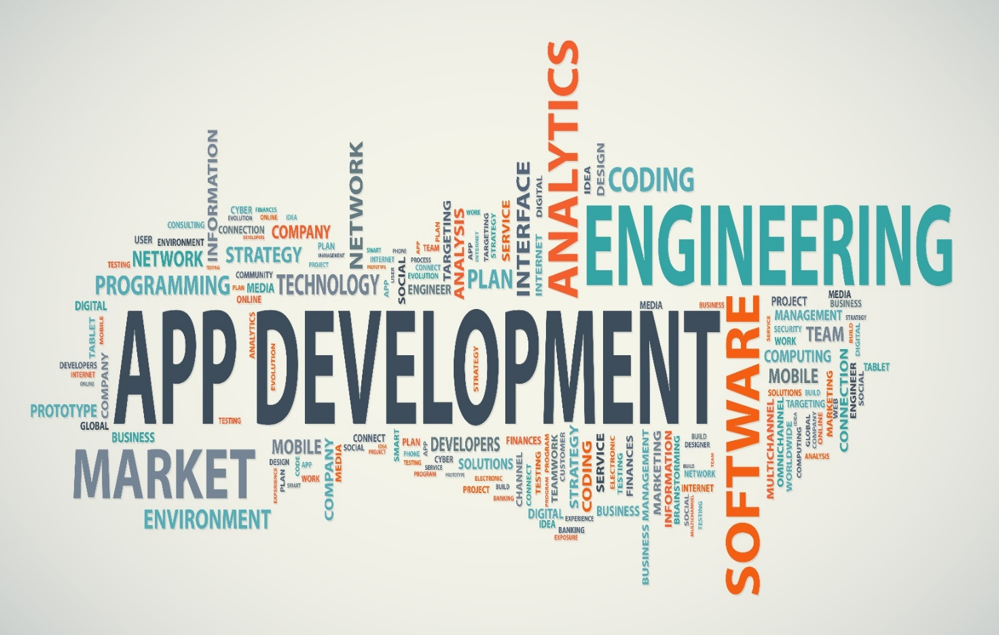 ANALYTICS
INFORMATION
NETWORK
INTERFACE
DIGITAL
IDEA
DESIGN
CODING
ENGINEERING
CYBER
FINANCES
EVOLUTION
ONLINE
IDEA
CONSULTING
CONNECTION
DEVELOPERS
COMPANY
USER
ENVIRONMENT
STRATEGY
PLAN
MANAGEMENT
PROJECT
TESTING
NETWORK
TESTING
PROGRAMMING
COMMUNITY
PLAN
MEDIA
TECHNOLOGY
ONLINE
SMART
PHONE
INTERNET
PROTOTYPE
APP
USER
SOCIAL
PROCESS
CONNECT
EVOLUTION
ENGINEER
APP
TEAM
PLAN
TARGETING
ANALYSIS
WORK
APP
INTERNET
TARGETING
STRATEGY
SERVICE
PLAN
INTERNET
DIGITAL
TABLET
MOBILE
ANALYTICS
EVOLUTION
APP DEVELOPMENT
STRATEGY
TESTING
MEDIA
BUSINESS
SOFTWARE
DEVELOPERS
INTERNET
ONLINE
COMPANY
PROTOTYPE
GLOBAL
BUSINESS
MARKET
ENVIRONMENT
PROJECT
MEDIA
BUSINESS
SERVICE
MANAGEMENT
STRATEGY
SECURITY
WORK
TEAM
BUILD
DIGITAL
COMPUTING
MOBILE
TABLET
SOLUTIONS
BUILD
TARGETING
MARKETING
WEB
CONNECTION
ENGINEER
SOCIAL
MULTICHANNEL
OMNICHANNEL
WORLDWIDE
IDEA
COMPUTING
GLOBAL
COMPANY
ONLINE
ANALYSIS
MOBILE
DESIGN
CODE
APP
EXPERIENCE
PLAN
SMART
WORK
COMPANY
MEDIA
CONNECT
SOCIAL
IDEA
PROJECT
SMART
PLAN
PHONE
TESTING
APP
DEVELOPERS
CYBER
SERVICE
PROGRAM
PROTOTYPE
SOLUTIONS
FINANCES
ELECTRONIC
PROJECT
BUILD
BANKING
CHANNEL
CONNECT
TESTING
PROGRAM
PROGRAM
TEAMWORK
CUSTOMER
STRATEGY
CODING
SERVICE
ELECTRONIC
TESTING
FINANCES
DIGITAL
IDEA
EXPERIENCE
BANKING
EXPOSURE
BUSINESS
BUSINESS MANAGEMENT
MARKETING
INFORMATION
BRAINSTORMING
BUILD
DESIGNER
TEAM
BUILD
NETWORK
INTERNET
SOCIAL
MULTICHANNEL
TESTING